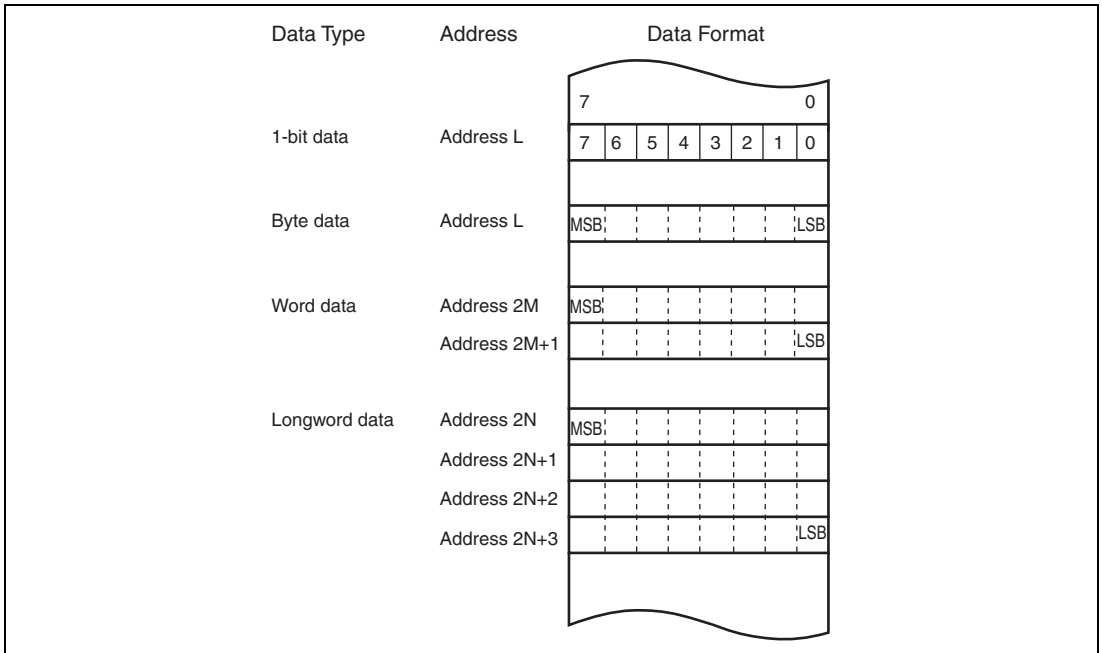 Data Type Address Data Format
7 0
1-bit data Address L 7 6 5 4 3 2 1 0
Byte data Address L MSB LSB
Word data Address 2M MSB
Address 2M+1 LSB
Longword data Address 2N MSB
Address 2N+1
Address 2N+2
Address 2N+3 LSB